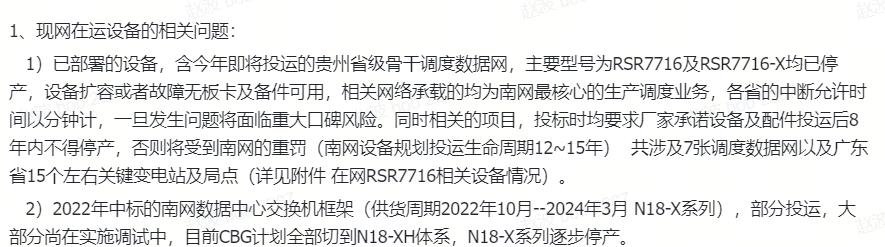 1、现网在运设备的相关问题：
1）已部署的设备，含今年即将投运的贵州省级骨干调度数据网，主要型号为RSR7716及RSR7716-X均已停
产，设备扩容或者故障无板卡及备件可用，相关网络承载的均为南网最核心的生产调度业务，各省的中断允许时
间以分钟计，一旦发生问题将面临重大口碑风险。同时相关的项目，投标时均要求厂家承诺设备及配件投运后8
年内不得停产，否则将受到南网的重罚（南网设备规划投运生命周期12~15年） 共涉及7张调度数据网以及广东
省15个左右关键变电站及局点（详见附件 在网RSR7716相关设备情况）。
2）2022年中标的南网数据中心交换机框架（供货周期2022年10月--2024年3月 N18-X系列），部分投运，大
部分尚在实施调试中，目前CBG计划全部切到N18-XH体系，N18-X系列逐步停产。